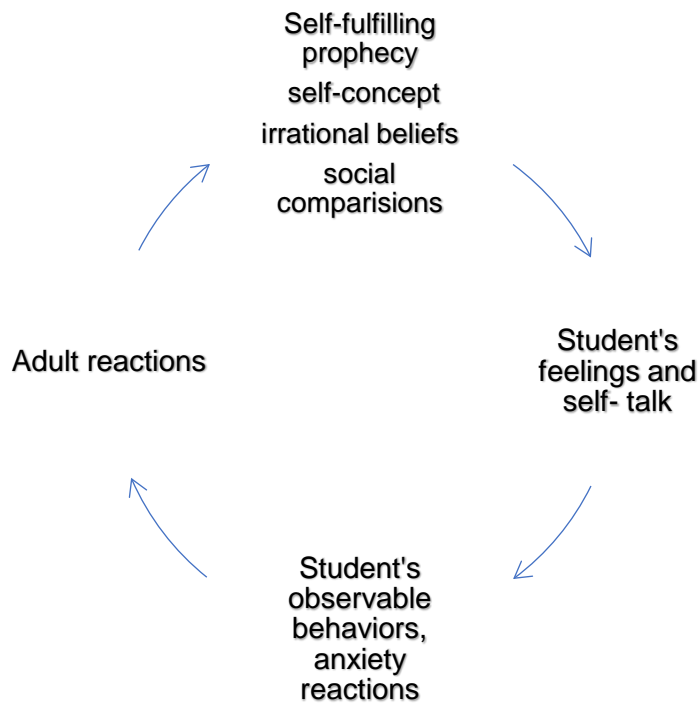 Self-fulfilling
prophecy
self-concept
irrational beliefs
social
comparisions
Adult reactions
Student's
feelings and
self- talk
Student's
observable
behaviors,
anxiety
reactions